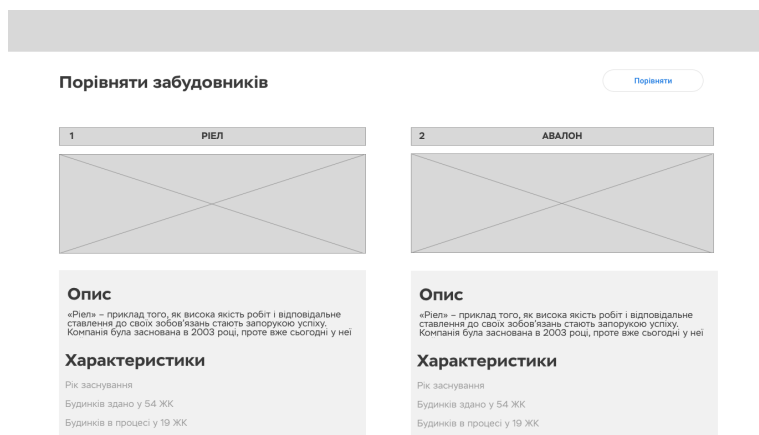 Порівняти забудовників
Порівняти
1 РІЕЛ
2 АВАЛОН
Опис
«Ріел» – приклад того, як висока якість робіт і відповідальне
ставлення до своїх зобов'язань стають запорукою успіху.
Компанія була заснована в 2003 році, проте вже сьогодні у неї
Характеристики
Рік заснування
Будинків здано у 54 ЖК
Будинків в процесі у 19 ЖК
Опис
«Ріел» – приклад того, як висока якість робіт і відповідальне
ставлення до своїх зобов'язань стають запорукою успіху.
Компанія була заснована в 2003 році, проте вже сьогодні у неї
Характеристики
Рік заснування
Будинків здано у 54 ЖК
Будинків в процесі у 19 ЖК